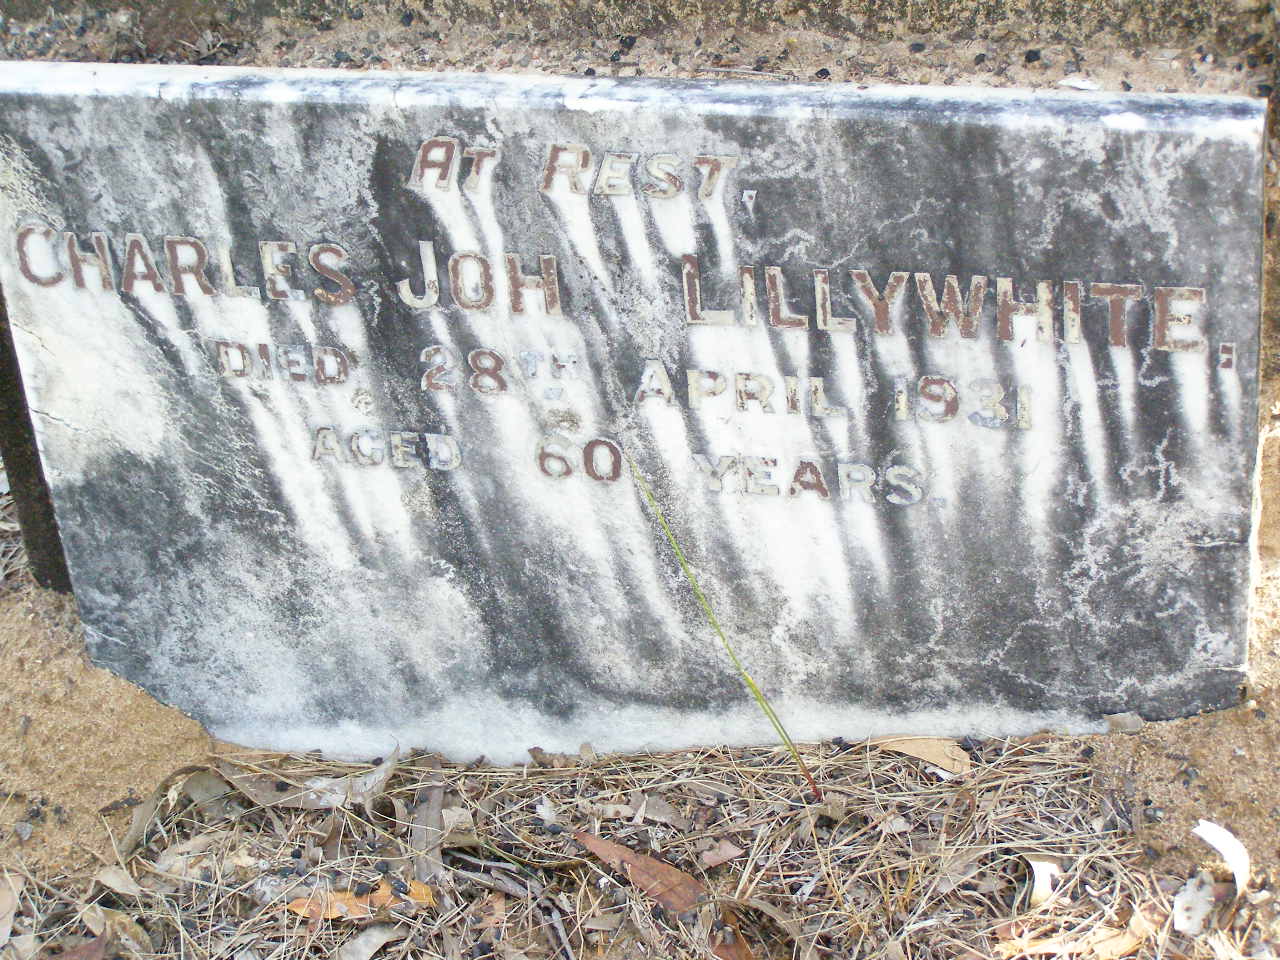 AT REST.
CHARLES JOH LILLYWHITE;
DIED 28TH APRIL 1931
AGED 60 YEARS.